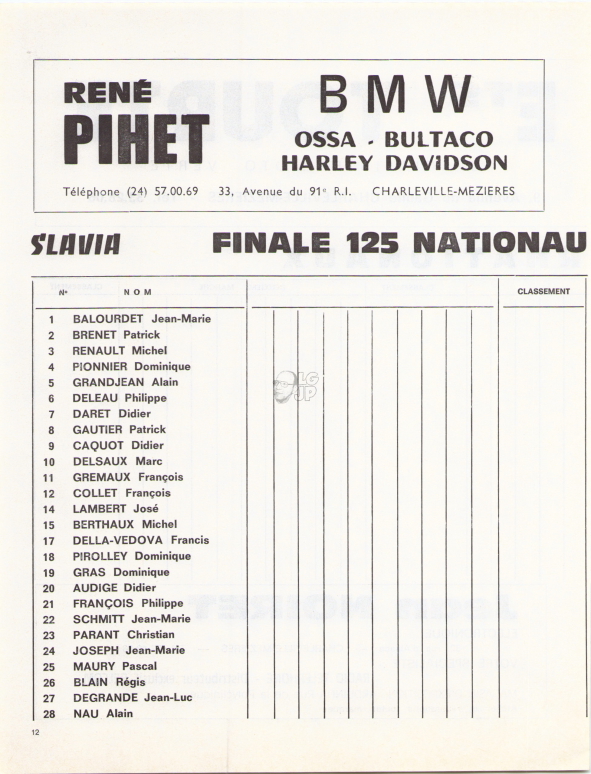 RENÉ
PIHET
BMW
OSSA - BULTACO
HARLEY DAVIDSON
Téléphone (24) 57.00.69 33, Avenue du 91e R.I. CHARLEVILLE-MEZIERES
SLAVIA FINALE 125 NATIONAU
N° NOM CLASSEMENT
1 BALOURDET Jean-Marie
2 BRENET Patrick
3 RENAULT Michel
4 PIONNIER Dominique
5 GRANDJEAN Alain
6 DELEAU Philippe
7 DARET Didier
8 GAUTIER Patrick
9 CAQUOT Didier
10 DELSAUX Marc
11 GREMAUX François
12 COLLET François
14 LAMBERT José
15 BERTHAUX Michel
17 DELLA-VEDOVA Francis
18 PIROLLEY Dominique
19 GRAS Dominique
20 AUDIGE Didier
21 FRANÇOIS Philippe
22 SCHMITT Jean-Marie
23 PARANT Christian
24 JOSEPH Jean-Marie
25 MAURY Pascal
26 BLAIN Régis
27 DEGRANDE Jean-Luc
28 NAU Alain
LG
JP
12